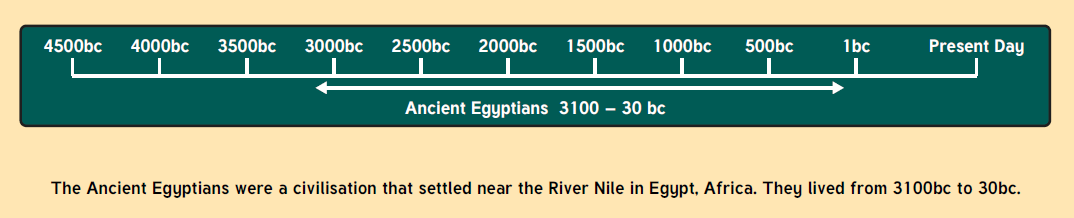 4500bc 4000bc 3500bc 3000bc 2500bc 2000bc 1500bc 1000bc 500bc 1bc Present Day
Ancient Egyptians 3100 – 30 bc
The Ancient Egyptians were a civilisation that settled near the River Nile in Egypt, Africa. They lived from 3100bc to 30bc.